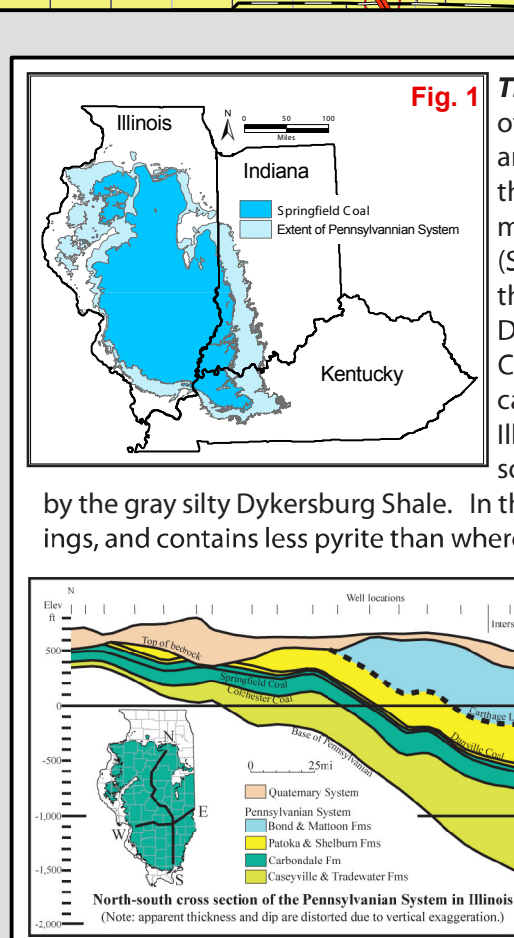 Fig. 1
Illinois
N
0 50 100
Miles
Indiana
Springfield Coal
Extent of Pennsylvannian System
Kentucky
by the gray silty Dykersburg Shale. In th
ings, and contains less pyrite than where
N
Elev
ft
Well locations
Inters
500
0
-500
-1,000
-1,500
-2,000
Top of bedrock
Springfield Coal
Colchester Coal
Base of Pennsylvanian
Carthage L
Danville Coal
N
E
W
S
0 25mi
Quaternary System
Pennsylvanian System
Bond & Mattoon Fms
Patoka & Shelburn Fms
Carbondale Fm
Caseyville & Tradewater Fms
North-south cross section of the Pennsylvanian System in Illinois
(Note: apparent thickness and dip are distorted due to vertical exaggeration.)